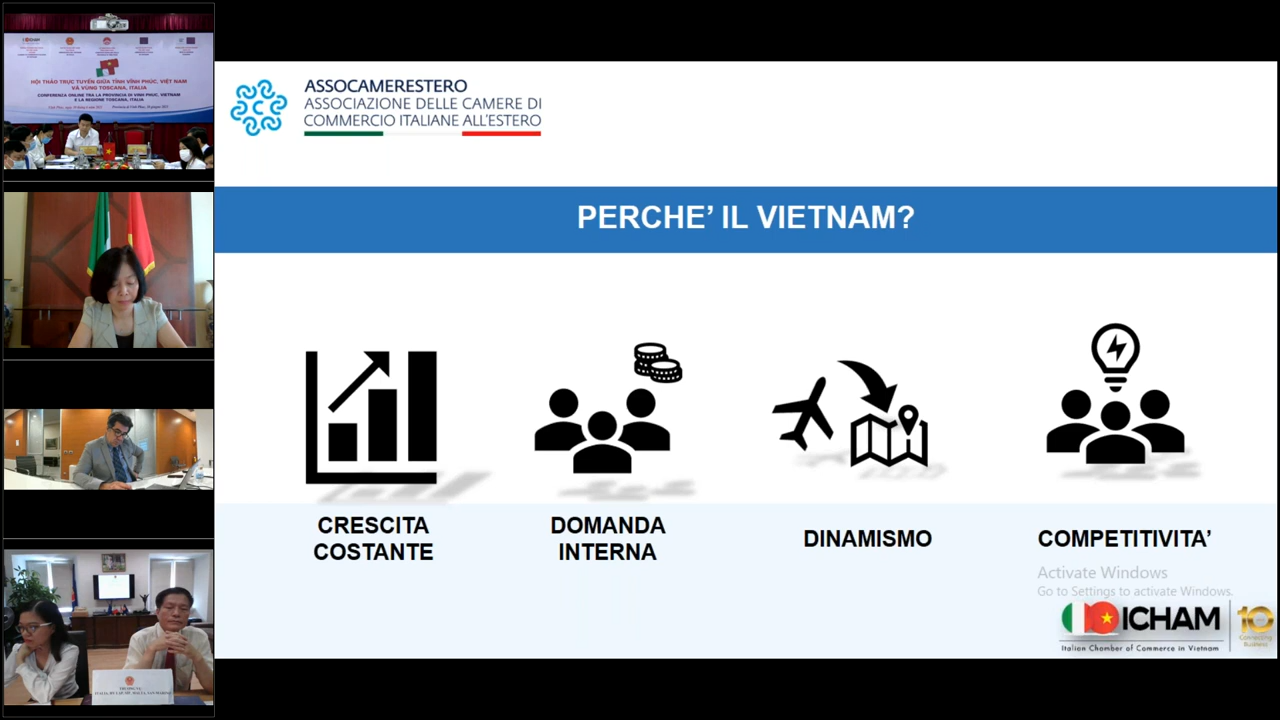 HỘI THẢO TRỰC TUYẾN GIỮA TỈNH VĨNH PHÚC, VIỆT NAM
VÀ VÙNG TOSCANA, ITALIA
CONFERENZA ONLINE TRA LA PROVINCIA DI VINH PHUC, VIETNAM
E LA REGIONE TOSCANA, ITALIA
ASSOCAMERESTERO
ASSOCIAZIONE DELLE CAMERE DI
COMMERCIO ITALIANE ALL'ESTERO
PERCHE' IL VIETNAM?
CRESCITA
COSTANTE
DOMANDA
INTERNA
DINAMISMO
COMPETITIVITA'
Activate Windows
Go to Settings to activate Windows.
ICHAM
Italian Chamber of Commerce in Vietnam
10
Connecting
Business